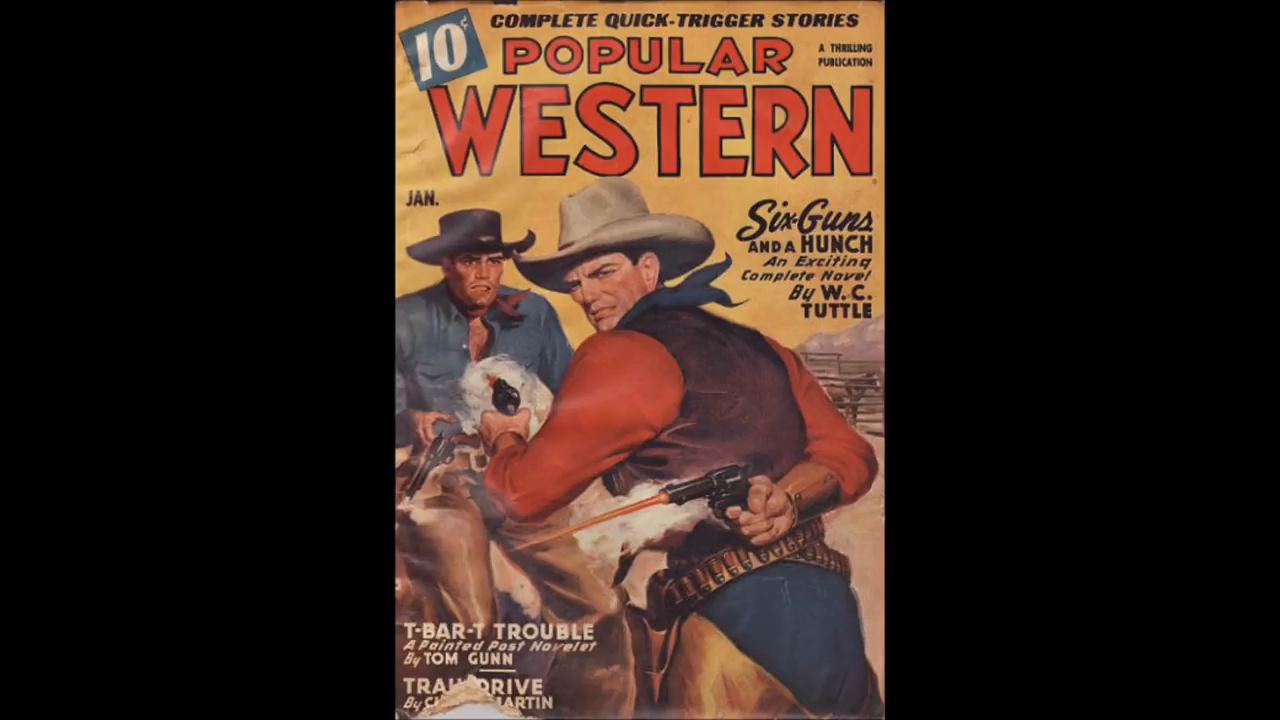 10¢
COMPLETE QUICK-TRIGGER STORIES
POPULAR
WESTERN
A THRILLING
PUBLICATION
JAN.
Six-Guns
AND A HUNCH
An Exciting
Complete Novel
By W. C.
TUTTLE
T-BAR-T TROUBLE
A Painted Post Novelet
By TOM GUNN
DRIVE
By